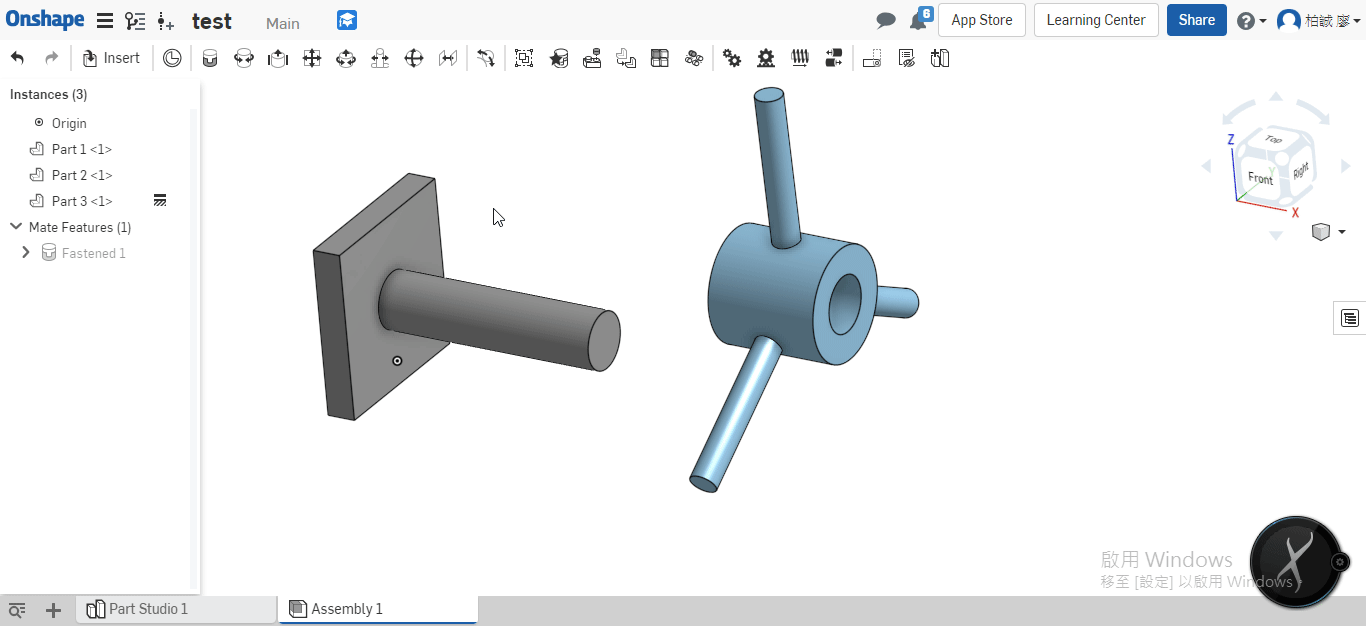 Onshape test Main 6 App Store Learning Center Share 柏誠 廖
Insert
Instances (3)
Origin
Part 1 <1>
Part 2 <1>
Part 3 <1>
Mate Features (1)
Fastened 1
Top
Z
Front
Right
Y
X
啟用 Windows
移至 [設定] 以啟用 Windows。
Part Studio 1 Assembly 1